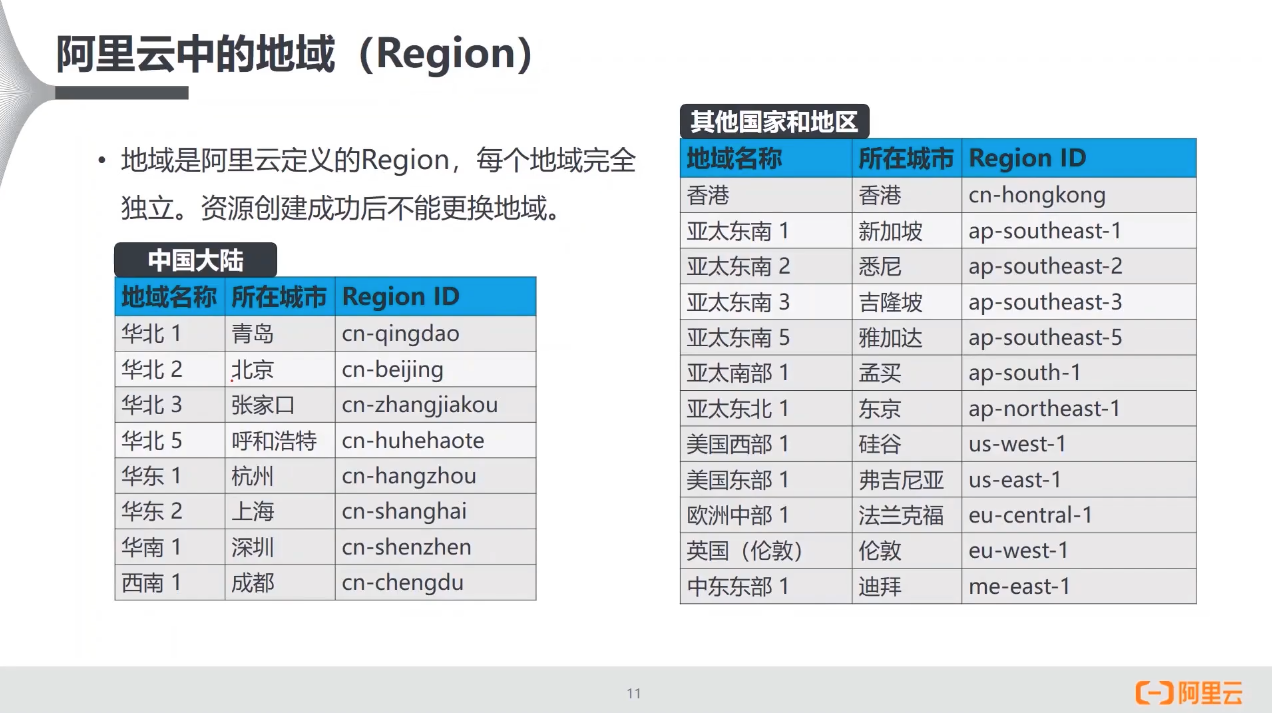 阿里云中的地域（Region）
• 地域是阿里云定义的Region，每个地域完全
独立。资源创建成功后不能更换地域。
中国大陆
地域名称 所在城市 Region ID
华北 1 青岛 cn-qingdao
华北 2 北京 cn-beijing
华北 3 张家口 cn-zhangjiakou
华北 5 呼和浩特 cn-huhehaote
华东 1 杭州 cn-hangzhou
华东 2 上海 cn-shanghai
华南 1 深圳 cn-shenzhen
西南 1 成都 cn-chengdu
其他国家和地区
地域名称 所在城市 Region ID
香港 香港 cn-hongkong
亚太东南 1 新加坡 ap-southeast-1
亚太东南 2 悉尼 ap-southeast-2
亚太东南 3 吉隆坡 ap-southeast-3
亚太东南 5 雅加达 ap-southeast-5
亚太南部 1 孟买 ap-south-1
亚太东北 1 东京 ap-northeast-1
美国西部 1 硅谷 us-west-1
美国东部 1 弗吉尼亚 us-east-1
欧洲中部 1 法兰克福 eu-central-1
英国（伦敦） 伦敦 eu-west-1
中东东部 1 迪拜 me-east-1
11
阿里云